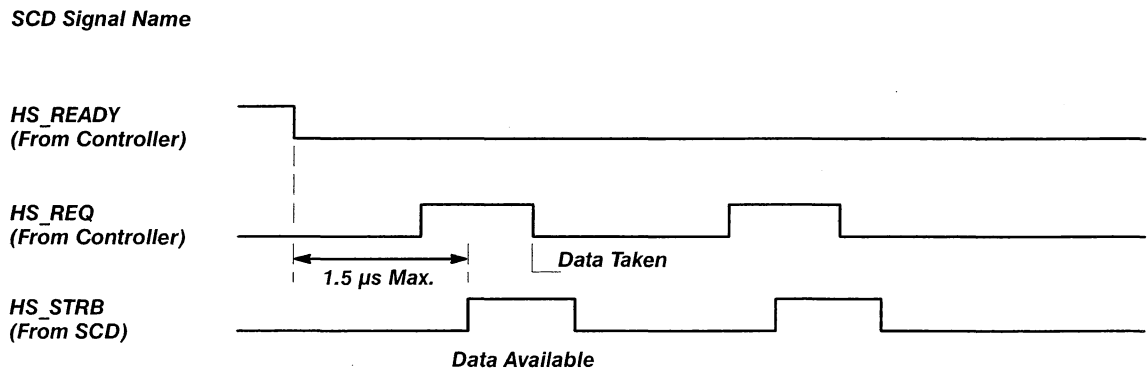 SCD Signal Name
HS_READY
(From Controller)
HS_REQ
(From Controller)
Data Taken
1.5 µs Max.
HS_STRB
(From SCD)
Data Available